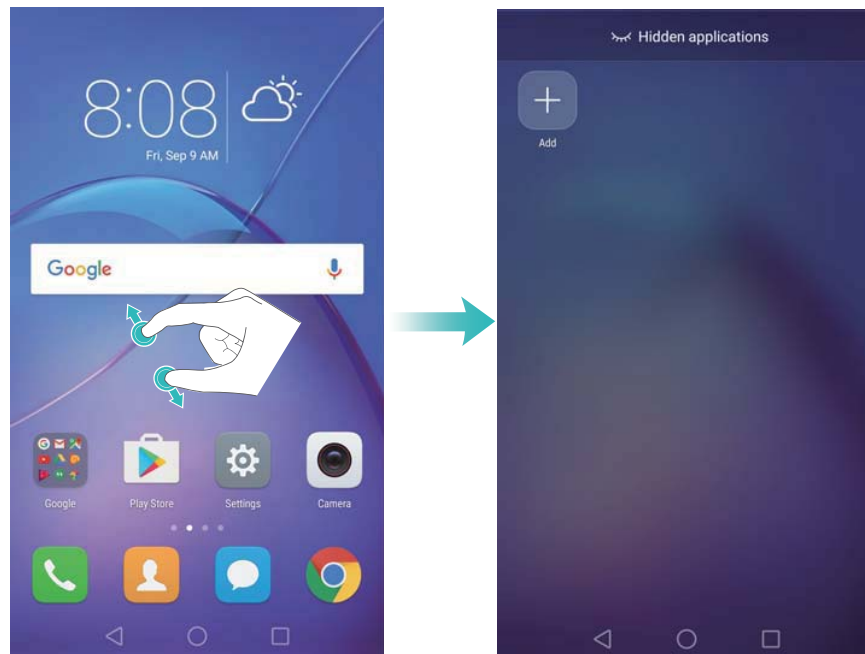 8:08
Fri, Sep 9 AM
Google
Google
Play Store
Settings
Camera
Hidden applications
Add